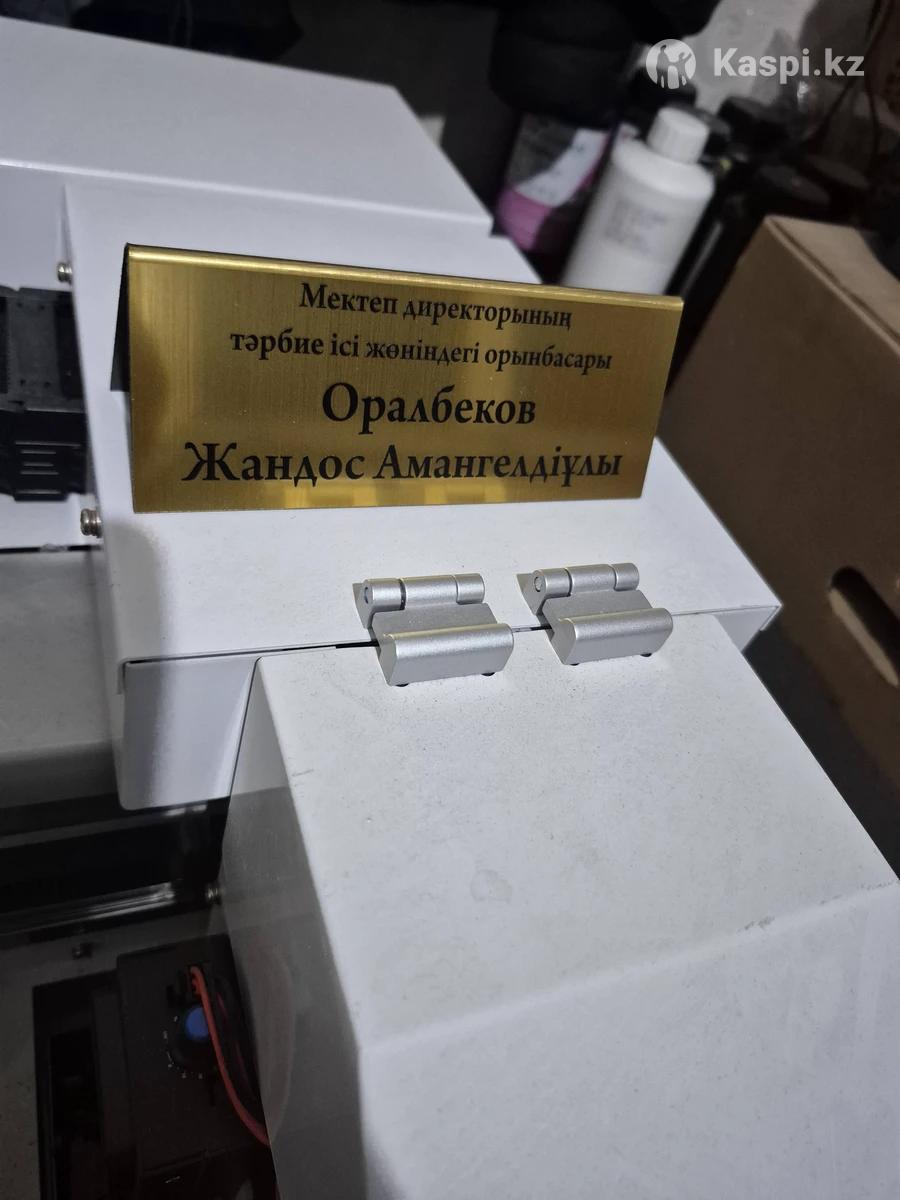 Kaspi.kz
Мектеп директорының
тәрбие ісі жөніндегі орынбасары
Оралбеков
Жандос Амангелдіұлы